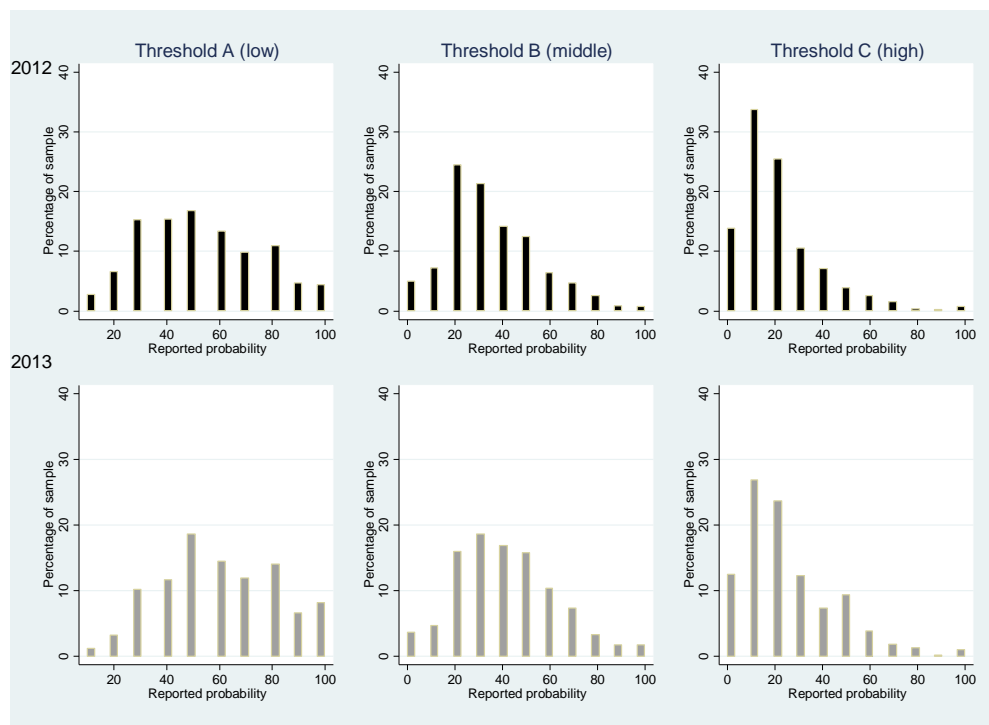 Threshold A (low) Threshold B (middle) Threshold C (high)
2012
Percentage of sample Percentage of sample Percentage of sample
40 40 40
30 30 30
20 20 20
10 10 10
0 0 0
20 40 60 80 100 0 20 40 60 80 100 0 20 40 60 80 100
Reported probability Reported probability Reported probability
2013
Percentage of sample Percentage of sample Percentage of sample
40 40 40
30 30 30
20 20 20
10 10 10
0 0 0
20 40 60 80 100 0 20 40 60 80 100 0 20 40 60 80 100
Reported probability Reported probability Reported probability